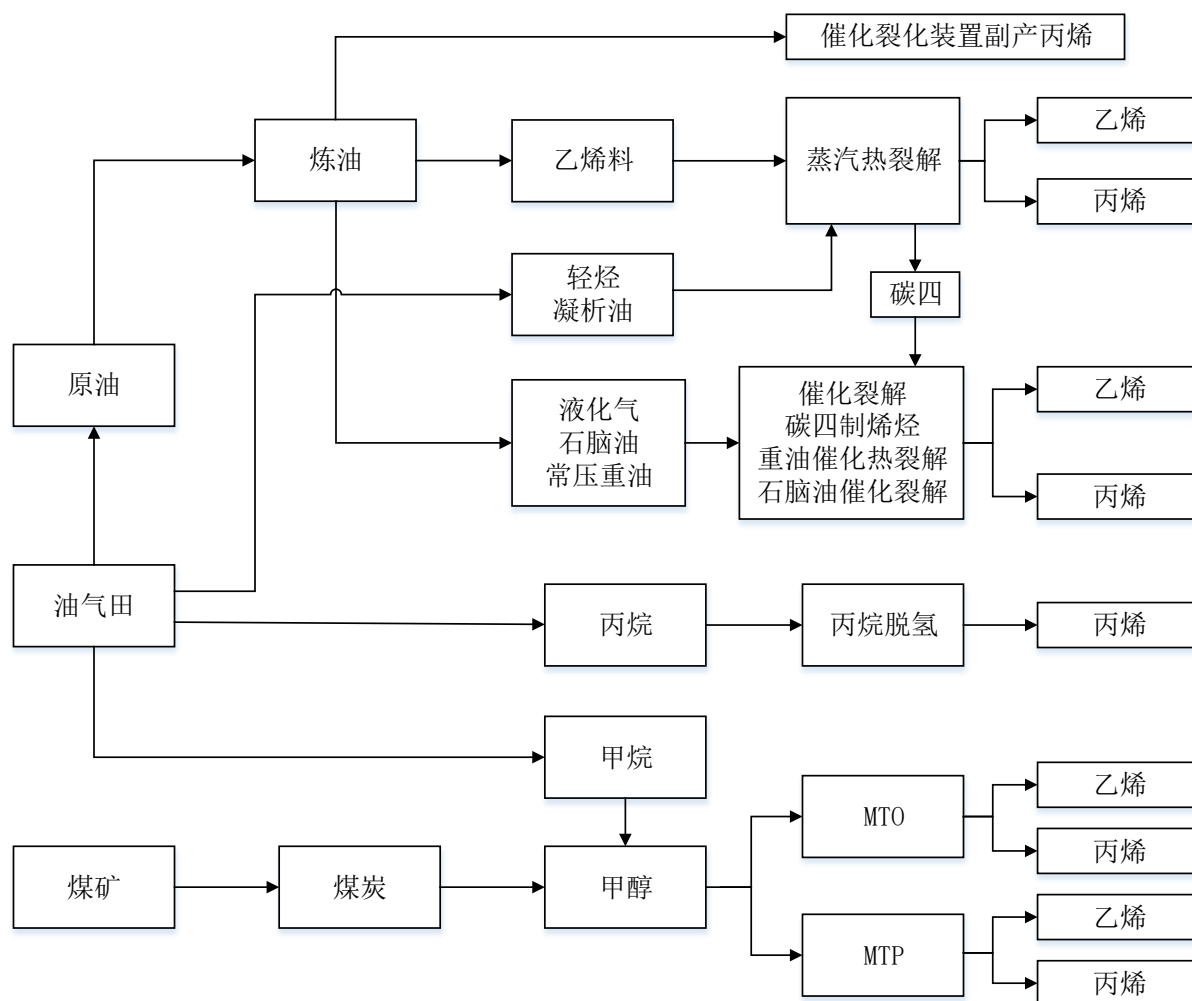 催化裂化装置副产丙烯
炼油
乙烯料
蒸汽热裂解
乙烯
丙烯
轻烃
凝析油
碳四
原油
液化气
石脑油
常压重油
催化裂解
碳四制烯烃
重油催化热裂解
石脑油催化裂解
乙烯
丙烯
油气田
丙烷
丙烷脱氢
丙烯
甲烷
MTO
乙烯
丙烯
煤矿
煤炭
甲醇
MTP
乙烯
丙烯